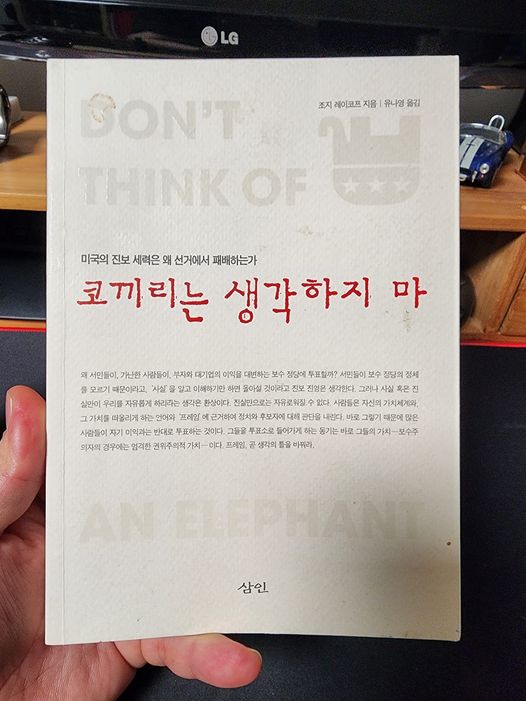 LG
DON'T
조지 레이코프 지음 | 유나영 옮김
THINK OF
미국의 진보 세력은 왜 선거에서 패배하는가
코끼리는 생각하지 마
왜 서민들이, 가난한 사람들이, 부자와 대기업의 이익을 대변하는 보수 정당에 투표할까? 서민들이 보수 정당의 정체
를 모르기 때문이라고, '사실'을 알고 이해하기만 하면 돌아설 것이라고 진보 진영은 생각한다. 그러나 사실 혹은 진
실만이 우리를 자유롭게 하리라는 생각은 환상이다. 진실만으로는 자유로워질 수 없다. 사람들은 자신의 가치체계와,
그 가치를 떠올리게 하는 언어와 '프레임'에 근거하여 정치와 후보자에 대해 판단을 내린다. 바로 그렇기 때문에 많은
사람들이 자기 이익과는 반대로 투표하는 것이다. 그들을 투표소로 들어가게 하는 동기는 바로 그들의 가치—보수주
의자의 경우에는 엄격한 권위주의적 가치—이다. 프레임, 곧 생각의 틀을 바꿔라.
AN ELEPHANT
삼인